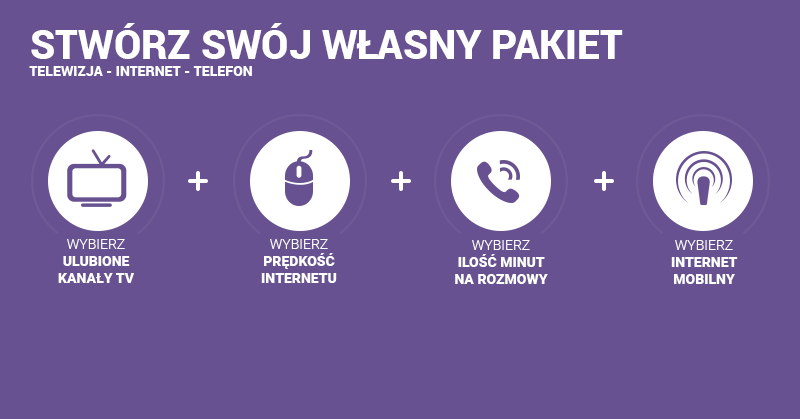 STWÓRZ SWÓJ WŁASNY PAKIET
TELEWIZJA - INTERNET - TELEFON
WYBIERZ
ULUBIONE
KANAŁY TV
WYBIERZ
PRĘDKOŚĆ
INTERNETU
WYBIERZ
ILOŚĆ MINUT
NA ROZMOWY
WYBIERZ
INTERNET
MOBILNY